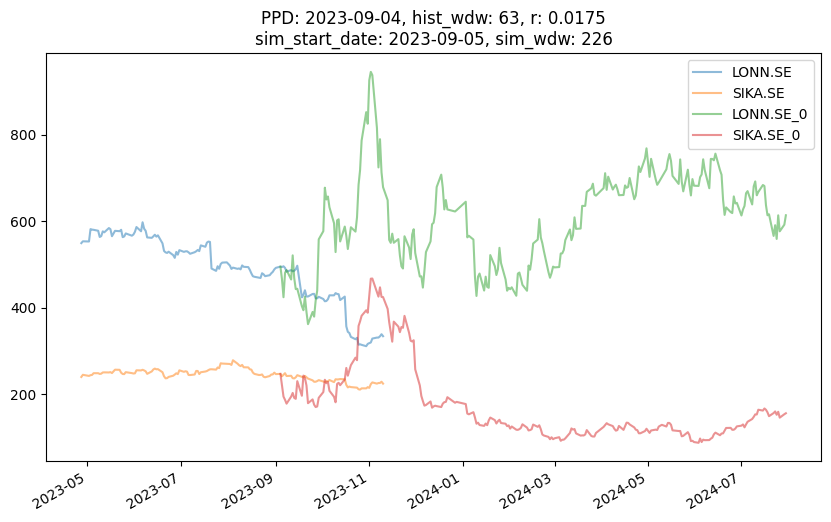 PPD: 2023-09-04, hist_wdw: 63, r: 0.0175
sim_start_date: 2023-09-05, sim_wdw: 226
LONN.SE
SIKA.SE
LONN.SE_0
SIKA.SE_0
800
600
400
200
2023-05
2023-07
2023-09
2023-11
2024-01
2024-03
2024-05
2024-07